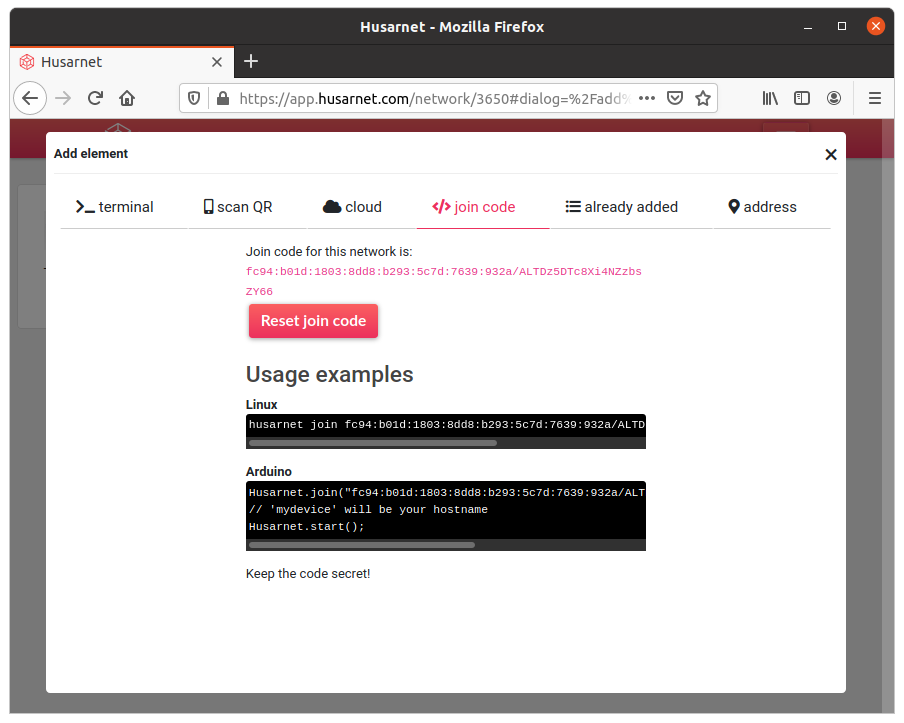 Husarnet - Mozilla Firefox
Husarnet
https://app.husarnet.com/network/3650#dialog=%2Fadd%
Add element
terminal
scan QR
cloud
join code
already added
address
Join code for this network is:
fc94:b01d:1803:8dd8:b293:5c7d:7639:932a/ALTDz5DTc8Xi4NZzbs
ZY66
Reset join code
Usage examples
Linux
husarnet join fc94:b01d:1803:8dd8:b293:5c7d:7639:932a/ALTD
Arduino
Husarnet.join("fc94:b01d:1803:8dd8:b293:5c7d:7639:932a/ALT
// 'mydevice' will be your hostname
Husarnet.start();
Keep the code secret!